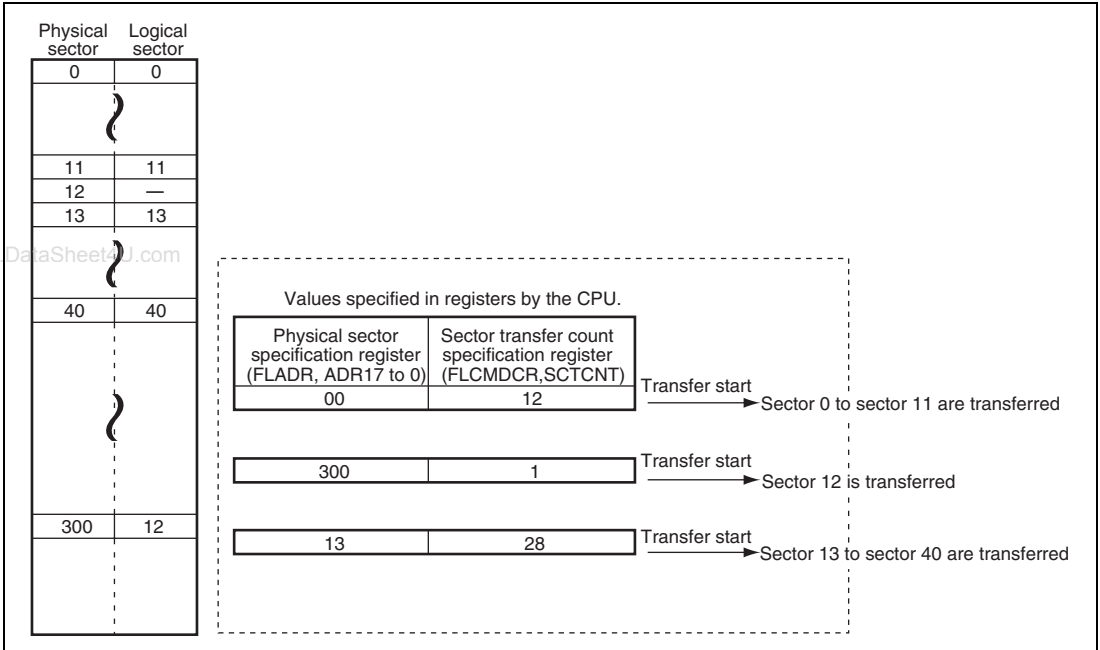 Physical sector Logical sector
0 0
11 11
12 —
13 13
DataSheet4U.com
40 40
300 12
Values specified in registers by the CPU.
Physical sector specification register (FLADR, ADR17 to 0) Sector transfer count specification register (FLCMDCR,SCTCNT)
00 12
Transfer start
Sector 0 to sector 11 are transferred
300 1
Transfer start
Sector 12 is transferred
13 28
Transfer start
Sector 13 to sector 40 are transferred